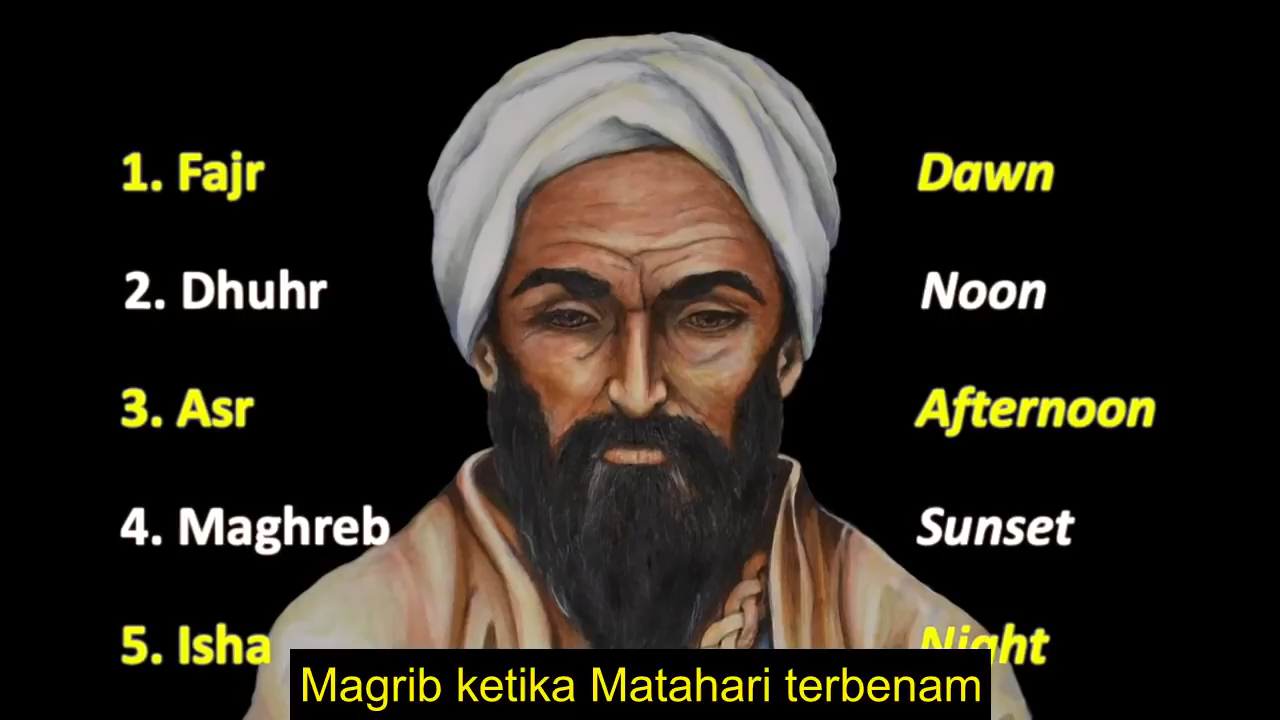 1. Fajr Dawn
2. Dhuhr Noon
3. Asr Afternoon
4. Maghreb Sunset
5. Isha Night
Magrib ketika Matahari terbenam